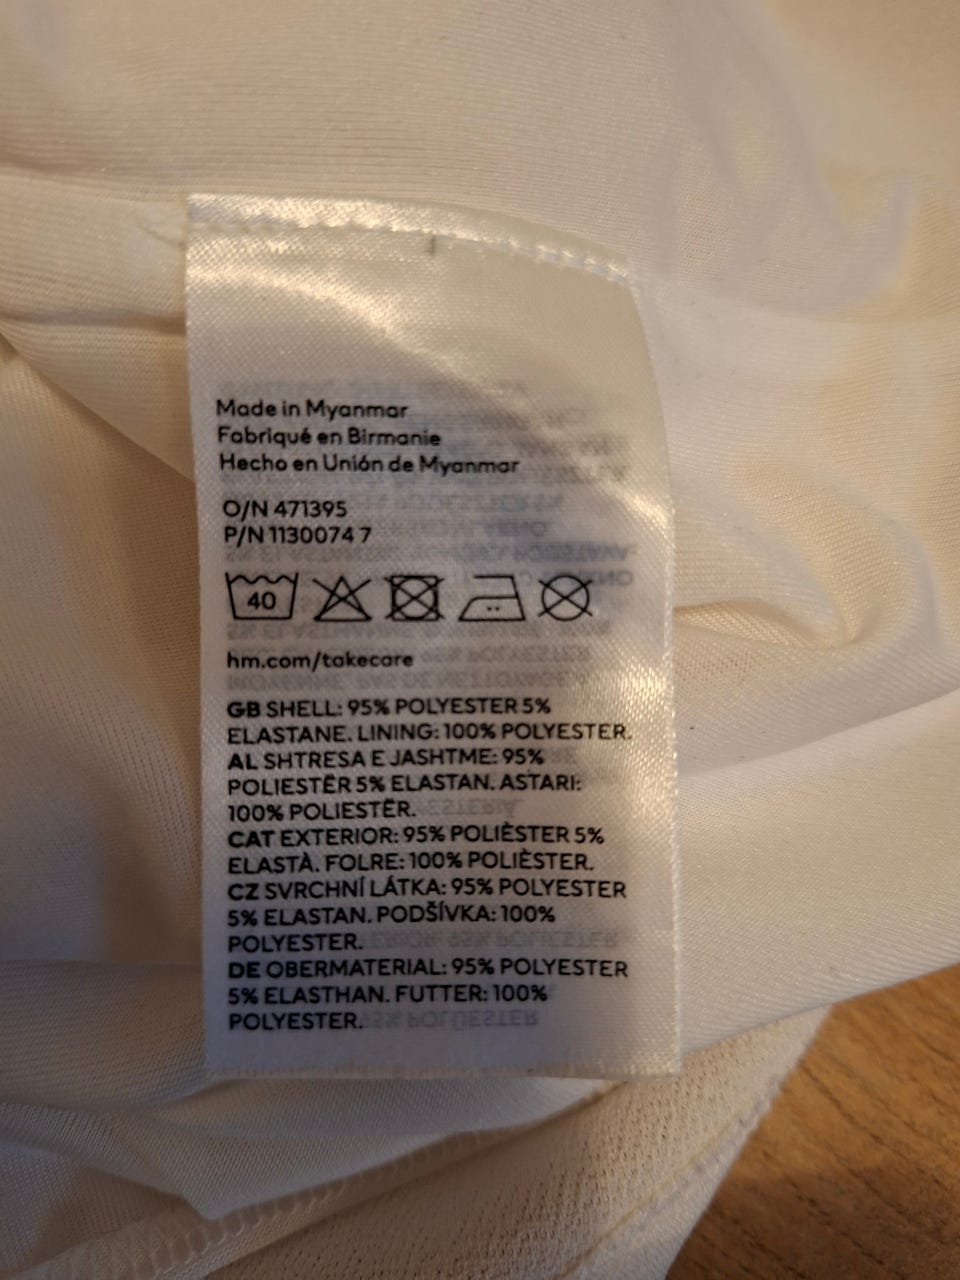 Made in Myanmar
Fabriqué en Birmanie
Hecho en Unión de Myanmar
O/N 471395
P/N 1130074 7
40
hm.com/takecare
GB SHELL: 95% POLYESTER 5%
ELASTANE. LINING: 100% POLYESTER.
AL SHTRESA E JASHTME: 95%
POLIESTËR 5% ELASTAN. ASTARI:
100% POLIESTËR.
CAT EXTERIOR: 95% POLIÈSTER 5%
ELASTÀ. FOLRE: 100% POLIÈSTER.
CZ SVRCHNÍ LÁTKA: 95% POLYESTER
5% ELASTAN. PODŠÍVKA: 100%
POLYESTER.
DE OBERMATERIAL: 95% POLYESTER
5% ELASTHAN. FUTTER: 100%
POLYESTER.